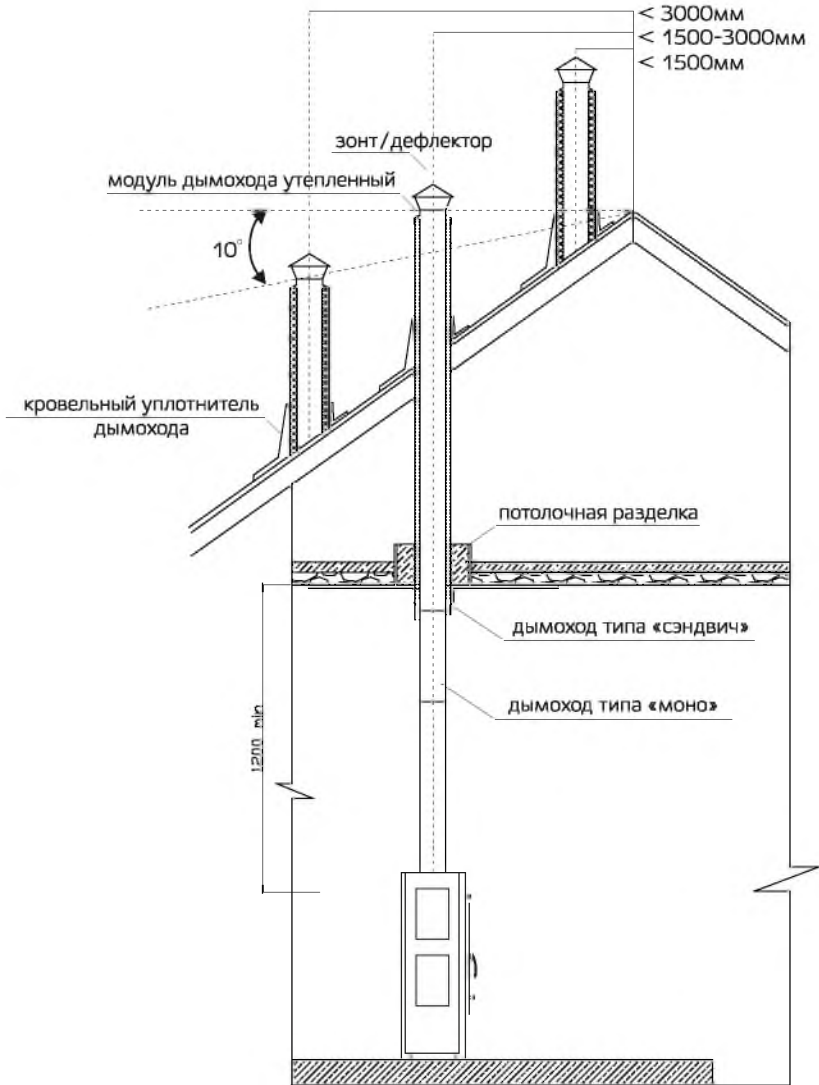 < 3000мм
< 1500-3000мм
< 1500мм
зонт/дефлектор
модуль дымохода утепленный
10°
кровельный уплотнитель
дымохода
потолочная разделка
дымоход типа «сэндвич»
дымоход типа «моно»
1200 min